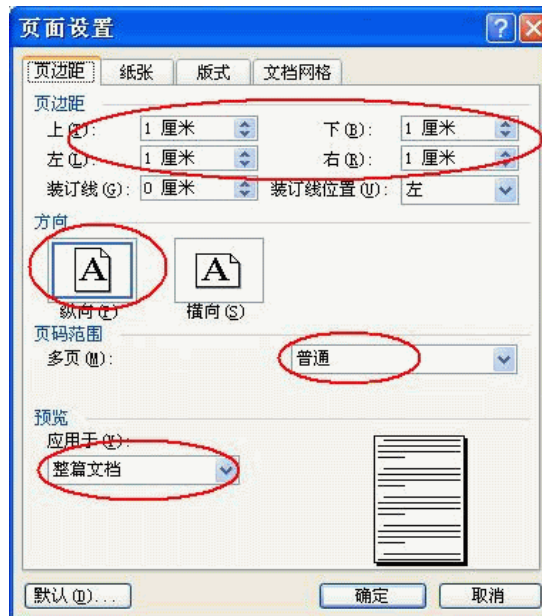 页面设置
页边距 纸张 版式 文档网格
页边距
上(T): 1 厘米 下(B): 1 厘米
左(L): 1 厘米 右(R): 1 厘米
装订线(G): 0 厘米 装订线位置(U): 左
方向
A A
纵向(P) 横向(S)
页码范围
多页(M): 普通
预览
应用于(Y):
整篇文档
默认(D)... 确定 取消